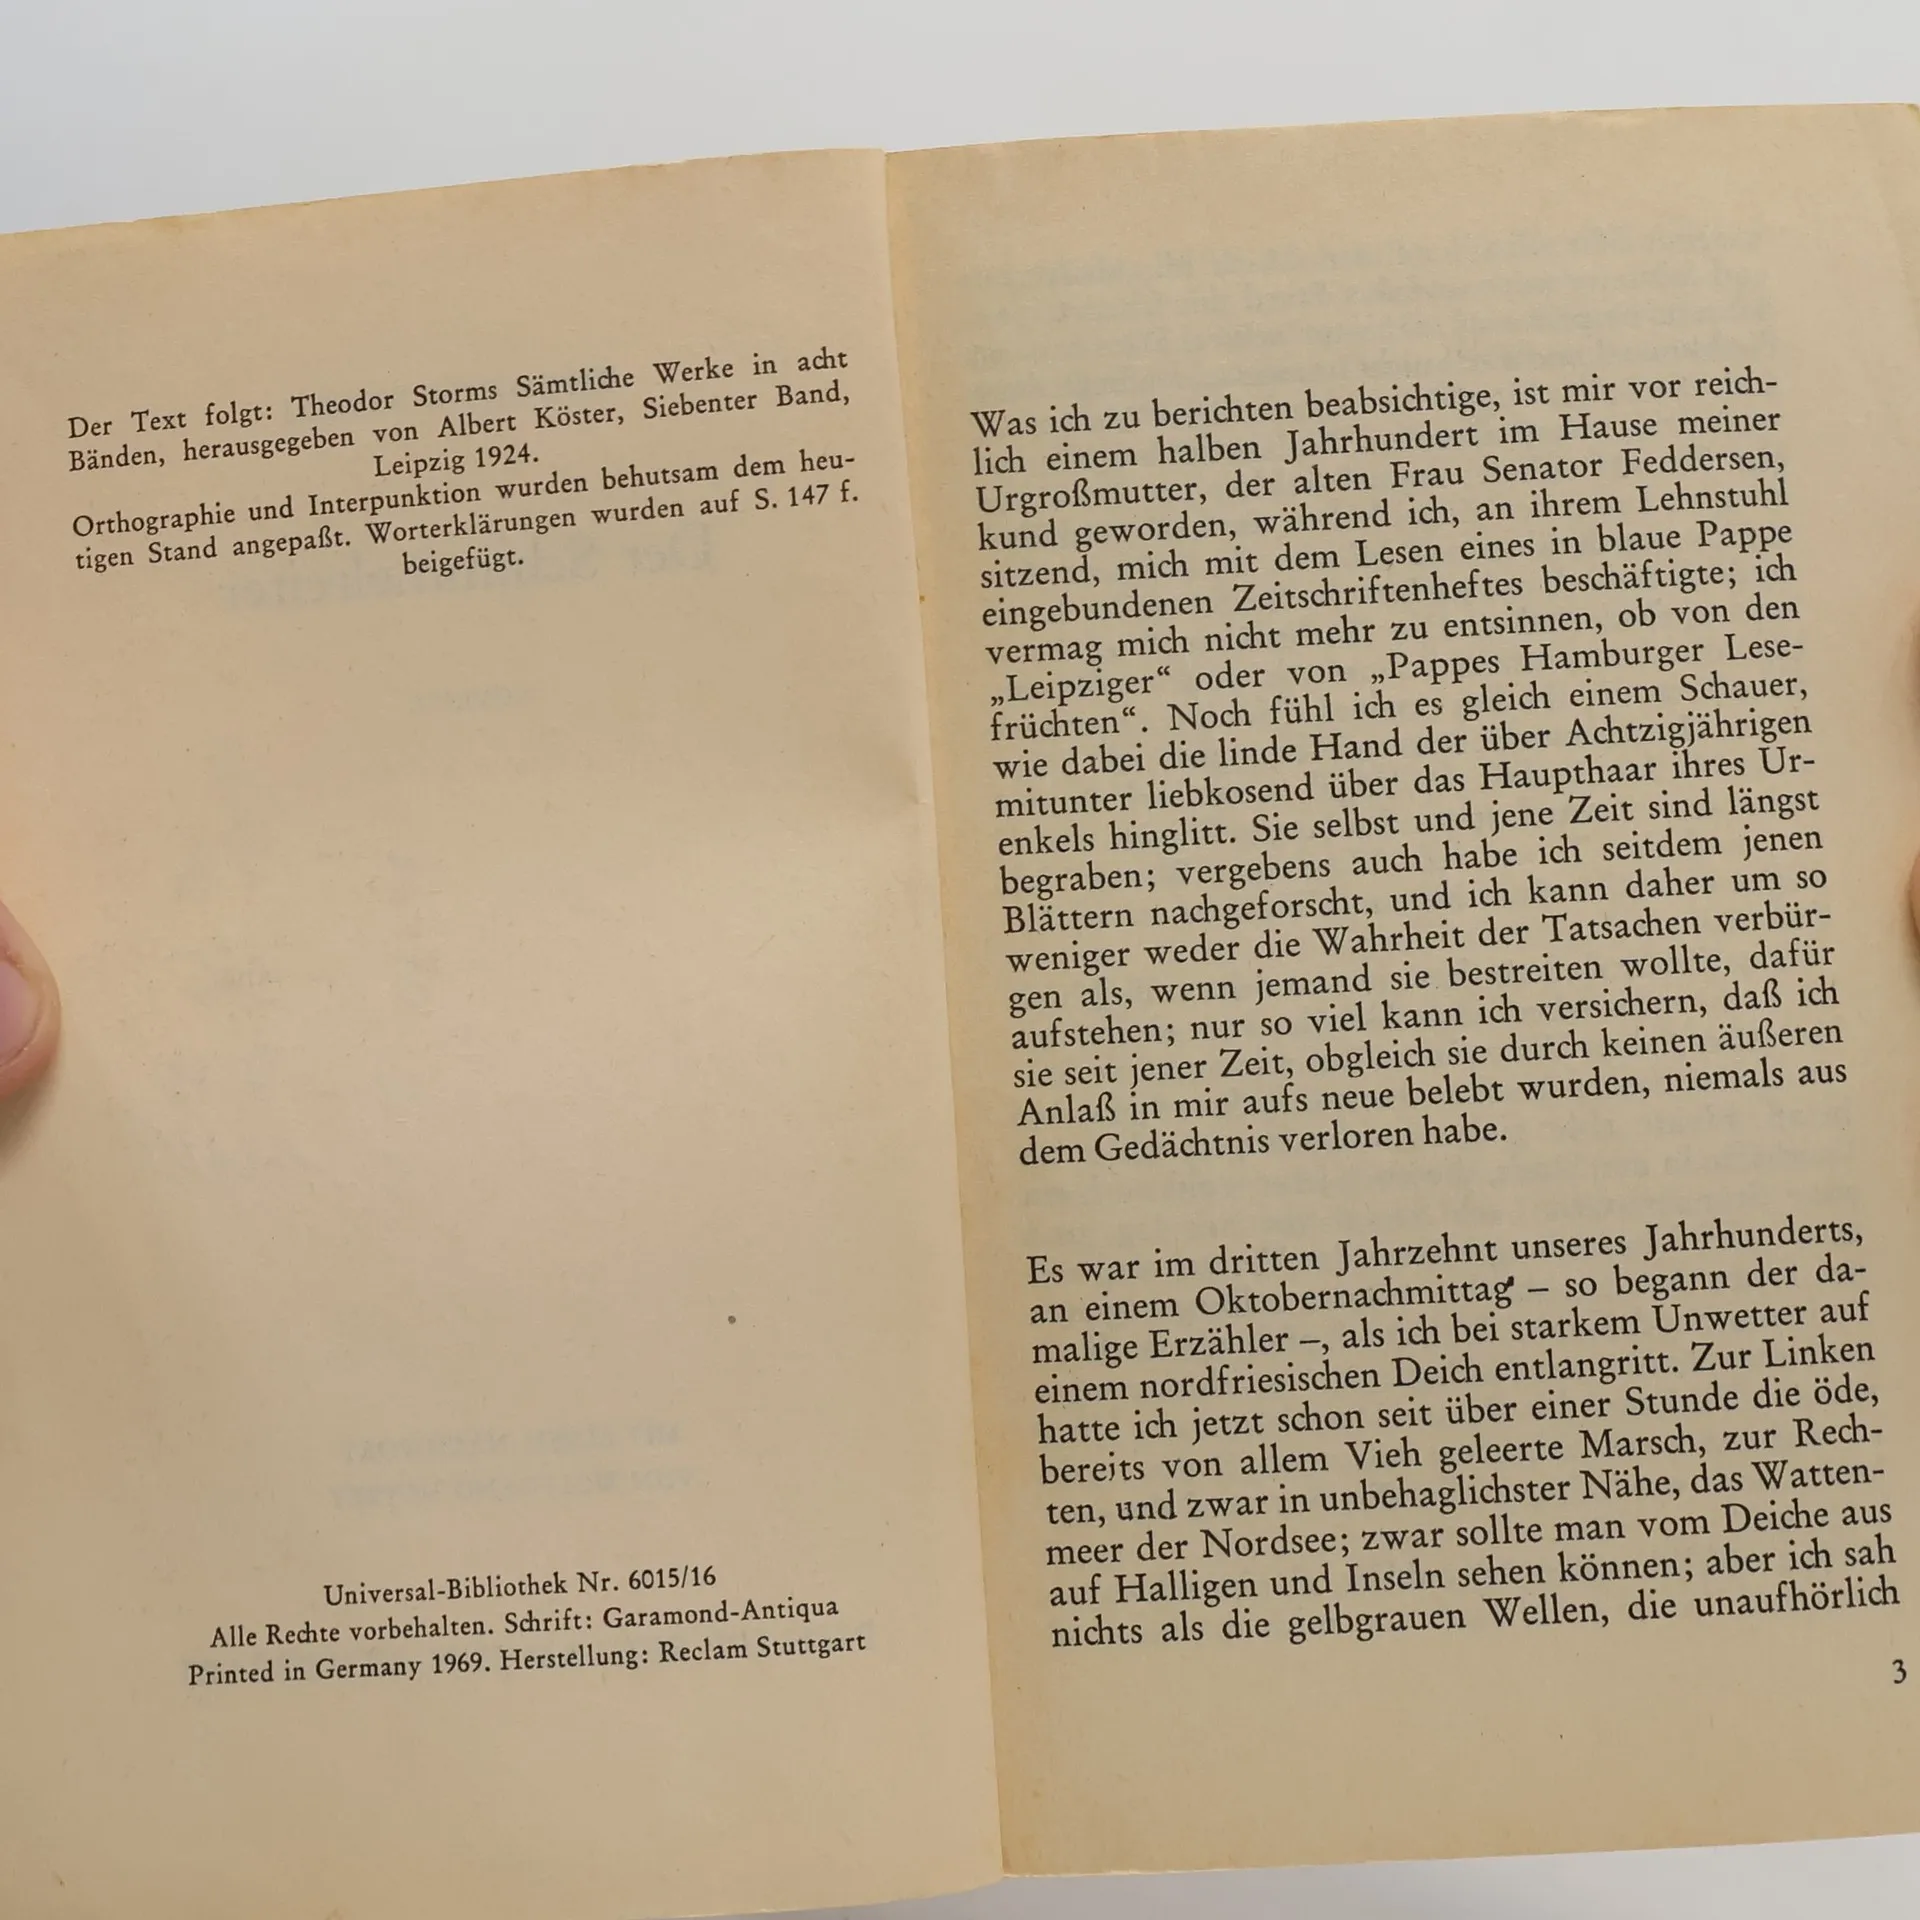 Der Text folgt: Theodor Storms Sämtliche Werke in acht
Bänden, herausgegeben von Albert Köster, Siebenter Band,
Leipzig 1924.
Orthographie und Interpunktion wurden behutsam dem heu-
tigen Stand angepaßt. Worterklärungen wurden auf S. 147 f.
beigefügt.
Universal-Bibliothek Nr. 6015/16
Alle Rechte vorbehalten. Schrift: Garamond-Antiqua
Printed in Germany 1969. Herstellung: Reclam Stuttgart
Was ich zu berichten beabsichtige, ist mir vor reich-
lich einem halben Jahrhundert im Hause meiner
Urgroßmutter, der alten Frau Senator Feddersen,
kund geworden, während ich, an ihrem Lehnstuhl
sitzend, mich mit dem Lesen eines in blaue Pappe
eingebundenen Zeitschriftenheftes beschäftigte; ich
vermag mich nicht mehr zu entsinnen, ob von den
„Leipziger“ oder von „Pappes Hamburger Lese-
früchten“. Noch fühl ich es gleich einem Schauer,
wie dabei die linde Hand der über Achtzigjährigen
mitunter liebkosend über das Haupthaar ihres Ur-
enkels hinglitt. Sie selbst und jene Zeit sind längst
begraben; vergebens auch habe ich seitdem jenen
Blättern nachgeforscht, und ich kann daher um so
weniger weder die Wahrheit der Tatsachen verbür-
gen als, wenn jemand sie bestreiten wollte, dafür
aufstehen; nur so viel kann ich versichern, daß ich
sie seit jener Zeit, obgleich sie durch keinen äußeren
Anlaß in mir aufs neue belebt wurden, niemals aus
dem Gedächtnis verloren habe.
Es war im dritten Jahrzehnt unseres Jahrhunderts,
an einem Oktobernachmittag – so begann der da-
malige Erzähler –, als ich bei starkem Unwetter auf
einem nordfriesischen Deich entlangritt. Zur Linken
hatte ich jetzt schon seit über einer Stunde die öde,
bereits von allem Vieh geleerte Marsch, zur Rech-
ten, und zwar in unbehaglichster Nähe, das Watten-
meer der Nordsee; zwar sollte man vom Deiche aus
auf Halligen und Inseln sehen können; aber ich sah
nichts als die gelbgrauen Wellen, die unaufhörlich
3